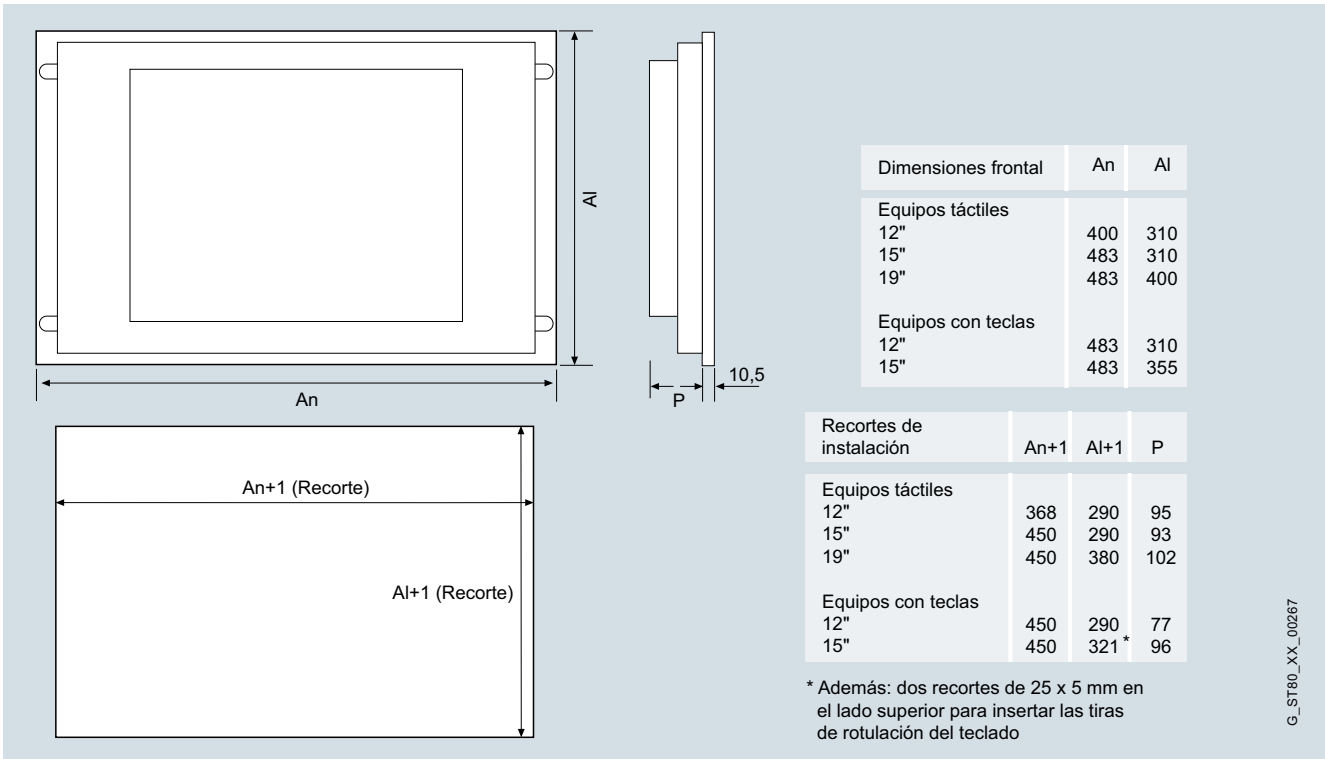 Al
An
P
10,5
An+1 (Recorte)
Al+1 (Recorte)
Dimensiones frontal An Al
Equipos táctiles
12" 400 310
15" 483 310
19" 483 400
Equipos con teclas
12" 483 310
15" 483 355
Recortes de
instalación An+1 Al+1 P
Equipos táctiles
12" 368 290 95
15" 450 290 93
19" 450 380 102
Equipos con teclas
12" 450 290 77
15" 450 321 * 96
* Además: dos recortes de 25 x 5 mm en
el lado superior para insertar las tiras
de rotulación del teclado
G_ST80_XX_00267